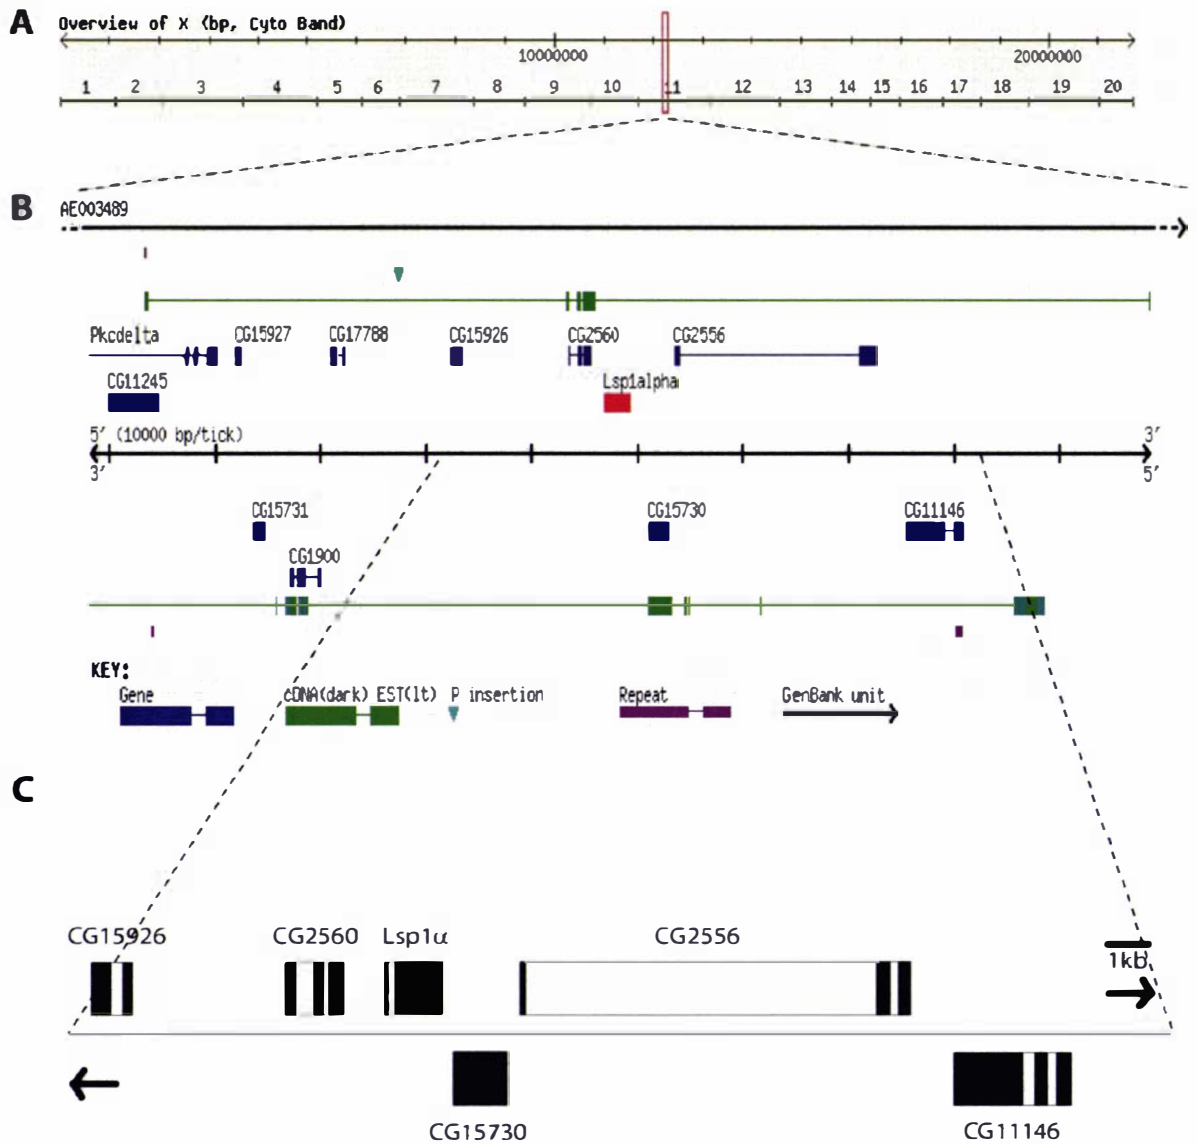 A
Overview of X (bp, Cyto Band)
10000000 20000000
1 2 3 4 5 6 7 8 9 10 11 12 13 14 15 16 17 18 19 20
B
AE003489
Pkcdelta CG15927 CG17788 CG15926 CG2560 CG2556
CG11245 Lsp1alpha
5' (10000 bp/tick) 3'
3' 5'
CG15731 CG15730 CG11146
CG1900
KEY:
Gene cDNA(dark) EST(lt) P insertion Repeat GenBank unit
C
CG15926 CG2560 Lsp1α CG2556
1kb
CG15730 CG11146